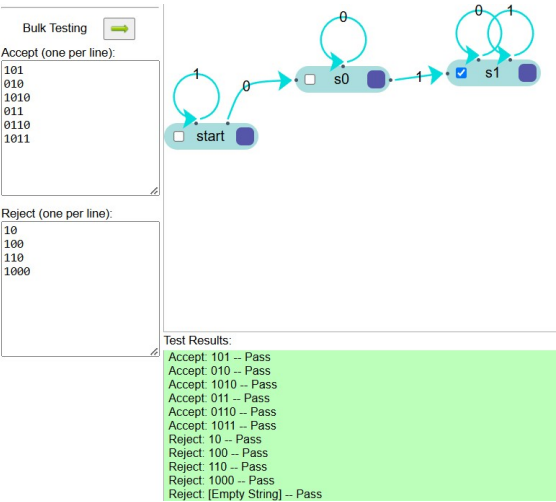 Bulk Testing
Accept (one per line):
101
010
1010
011
0110
1011
Reject (one per line):
10
100
110
1000
1
start
0
0
s0
1
0
1
s1
Test Results:
Accept: 101 -- Pass
Accept: 010 -- Pass
Accept: 1010 -- Pass
Accept: 011 -- Pass
Accept: 0110 -- Pass
Accept: 1011 -- Pass
Reject: 10 -- Pass
Reject: 100 -- Pass
Reject: 110 -- Pass
Reject: 1000 -- Pass
Reject: [Empty String] -- Pass